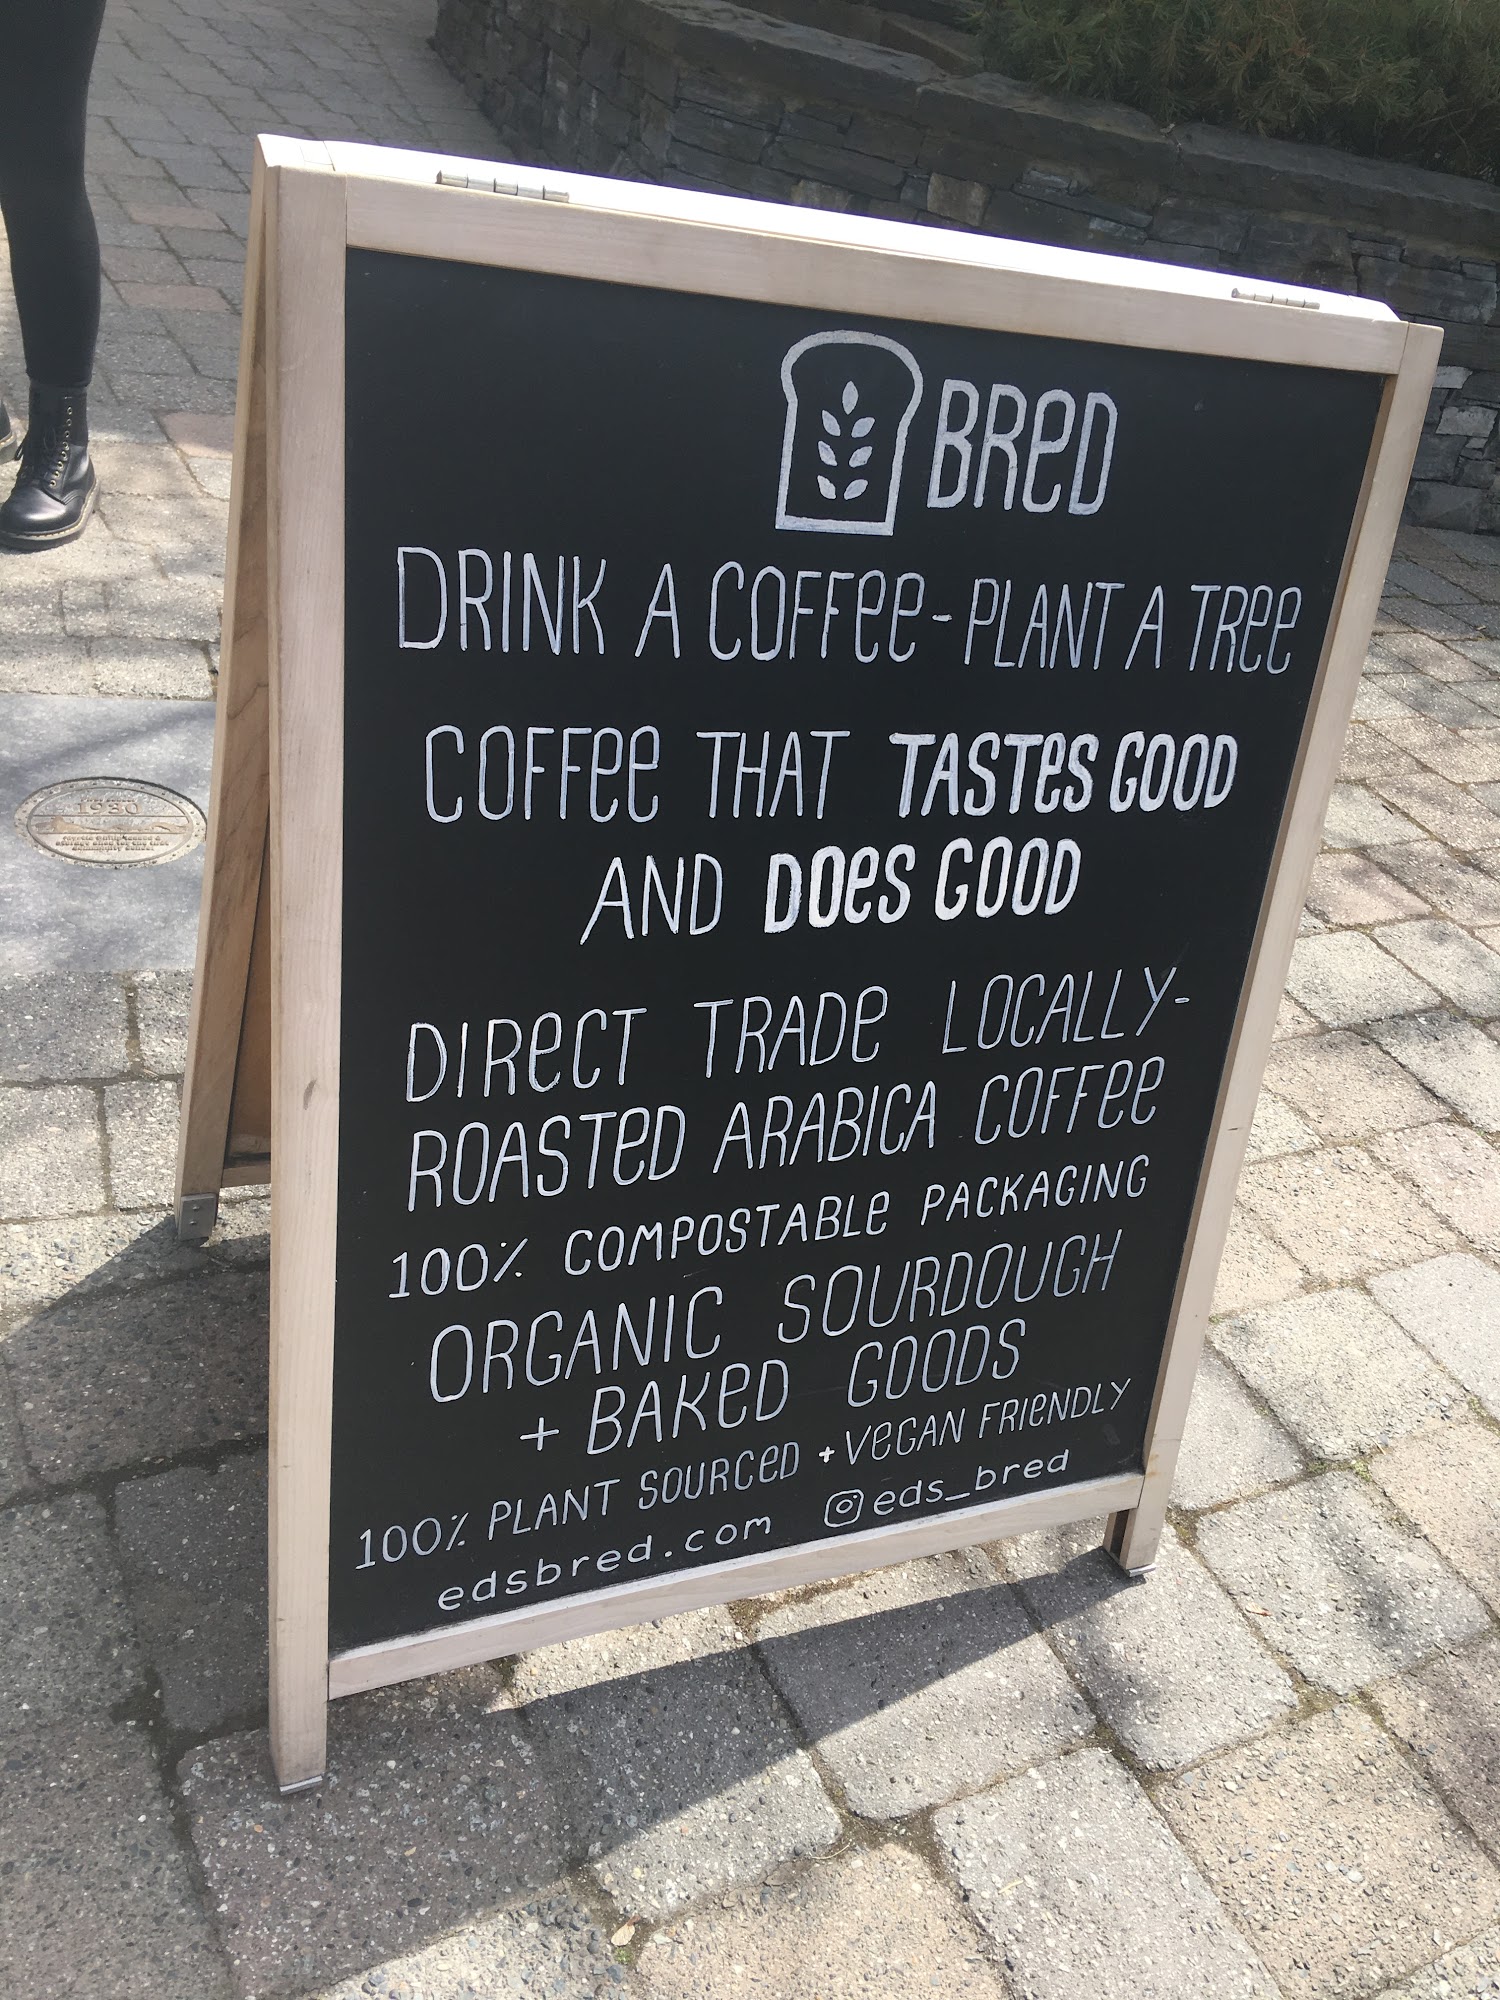 BReD
DRINK A COFFee - PLANT A TRee
COFFee THAT TASTeS GOOD
AND DOeS GOOD
DIReCT TRADe LOCALLY-
ROASTeD ARABICA COFFee
100% COMPOSTABLe PACKAGING
ORGANIC SOURDOUGH
+ BAKeD GOODS
100% PLANT SOURCeD + VeGAN FRIeNDLY
edsbred.com eds_bred
1930